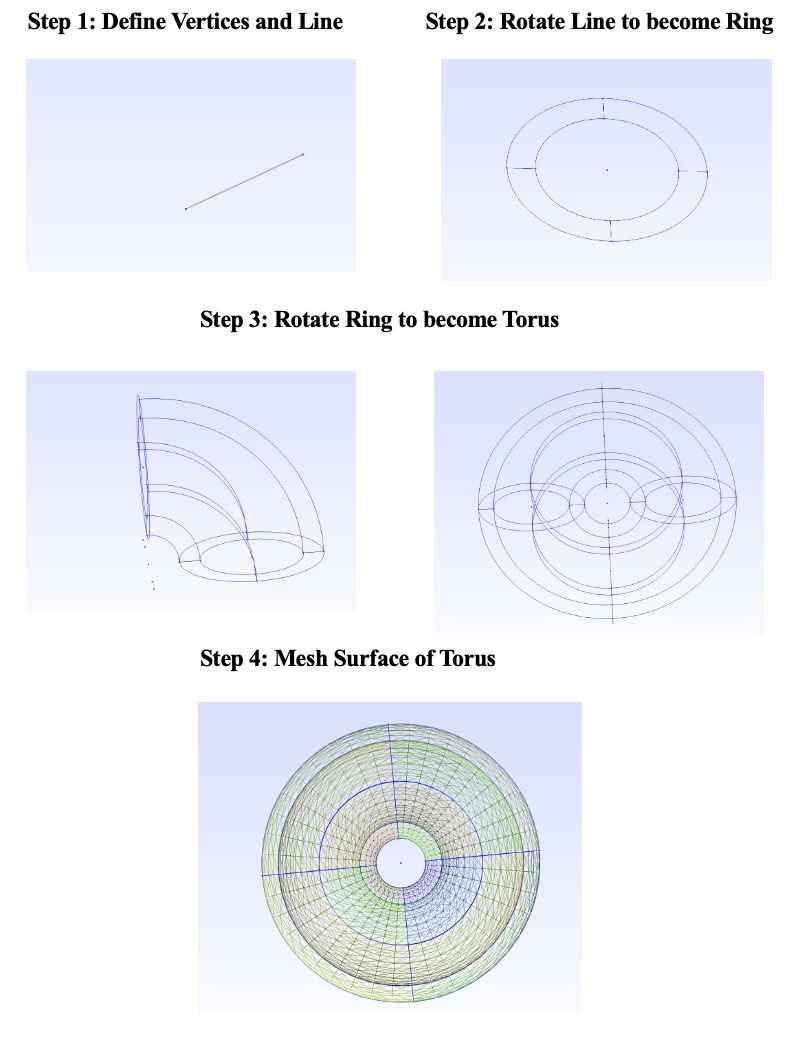 Step 1: Define Vertices and Line
Step 2: Rotate Line to become Ring
Step 3: Rotate Ring to become Torus
Step 4: Mesh Surface of Torus